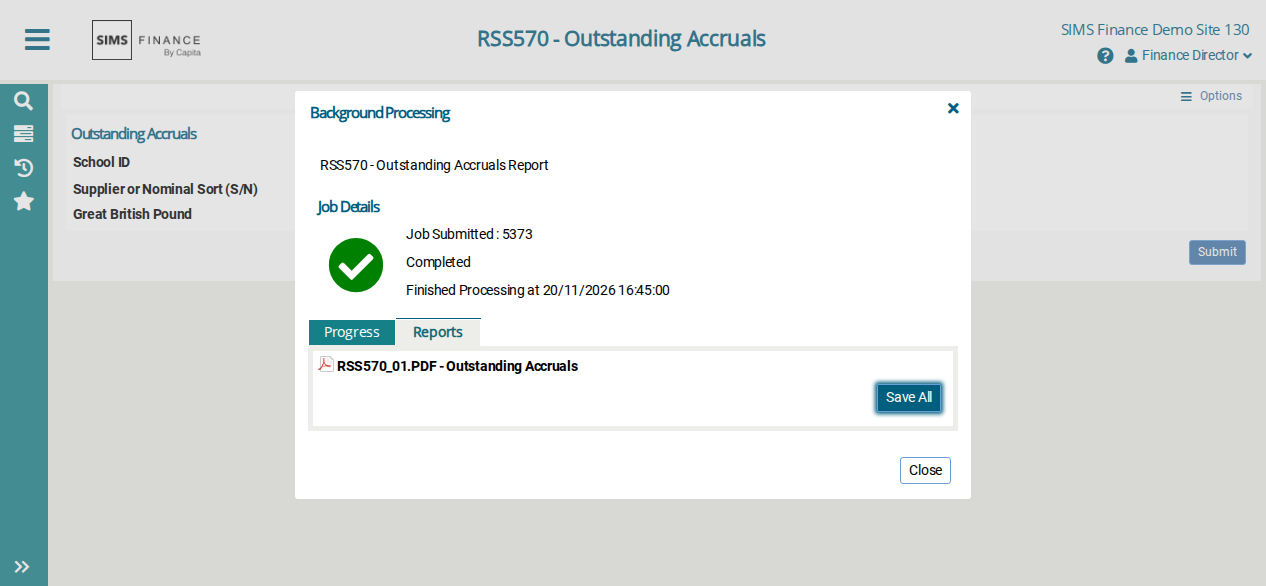 SIMS FINANCE
By Capita
RSS570 - Outstanding Accruals
SIMS Finance Demo Site 130
Finance Director
Options
Outstanding Accruals
School ID
Supplier or Nominal Sort (S/N)
Great British Pound
Submit
Background Processing
RSS570 - Outstanding Accruals Report
Job Details
Job Submitted : 5373
Completed
Finished Processing at 20/11/2026 16:45:00
Progress Reports
RSS570_01.PDF - Outstanding Accruals
Save All
Close